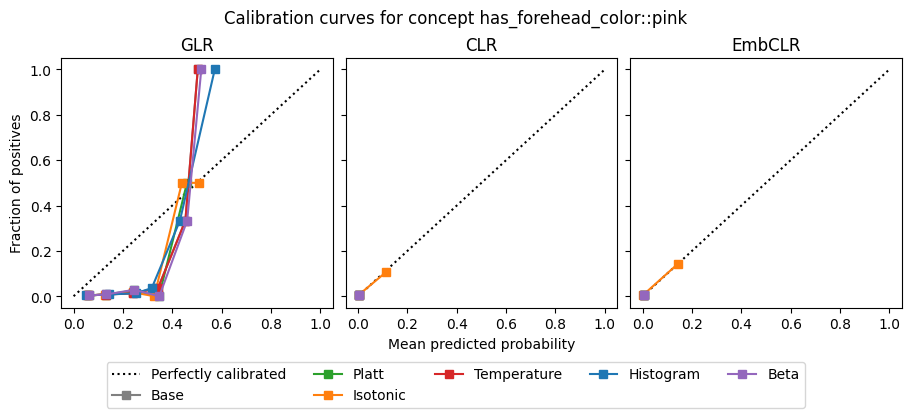 Calibration curves for concept has_forehead_color::pink
GLR
CLR
EmbCLR
Fraction of positives
1.0
0.8
0.6
0.4
0.2
0.0
0.0 0.2 0.4 0.6 0.8 1.0
0.0 0.2 0.4 0.6 0.8 1.0
0.0 0.2 0.4 0.6 0.8 1.0
Mean predicted probability
Perfectly calibrated
Base
Platt
Isotonic
Temperature
Histogram
Beta